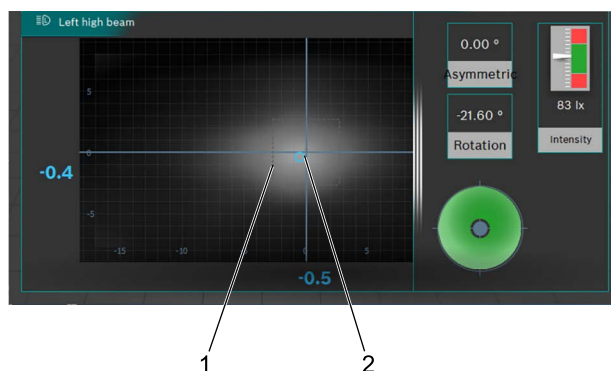 Left high beam
0.00 °
Asymmetric
-21.60 °
Rotation
83 lx
Intensity
5
0
-5
-0.4
-15
-10
0
5
-0.5
1
2